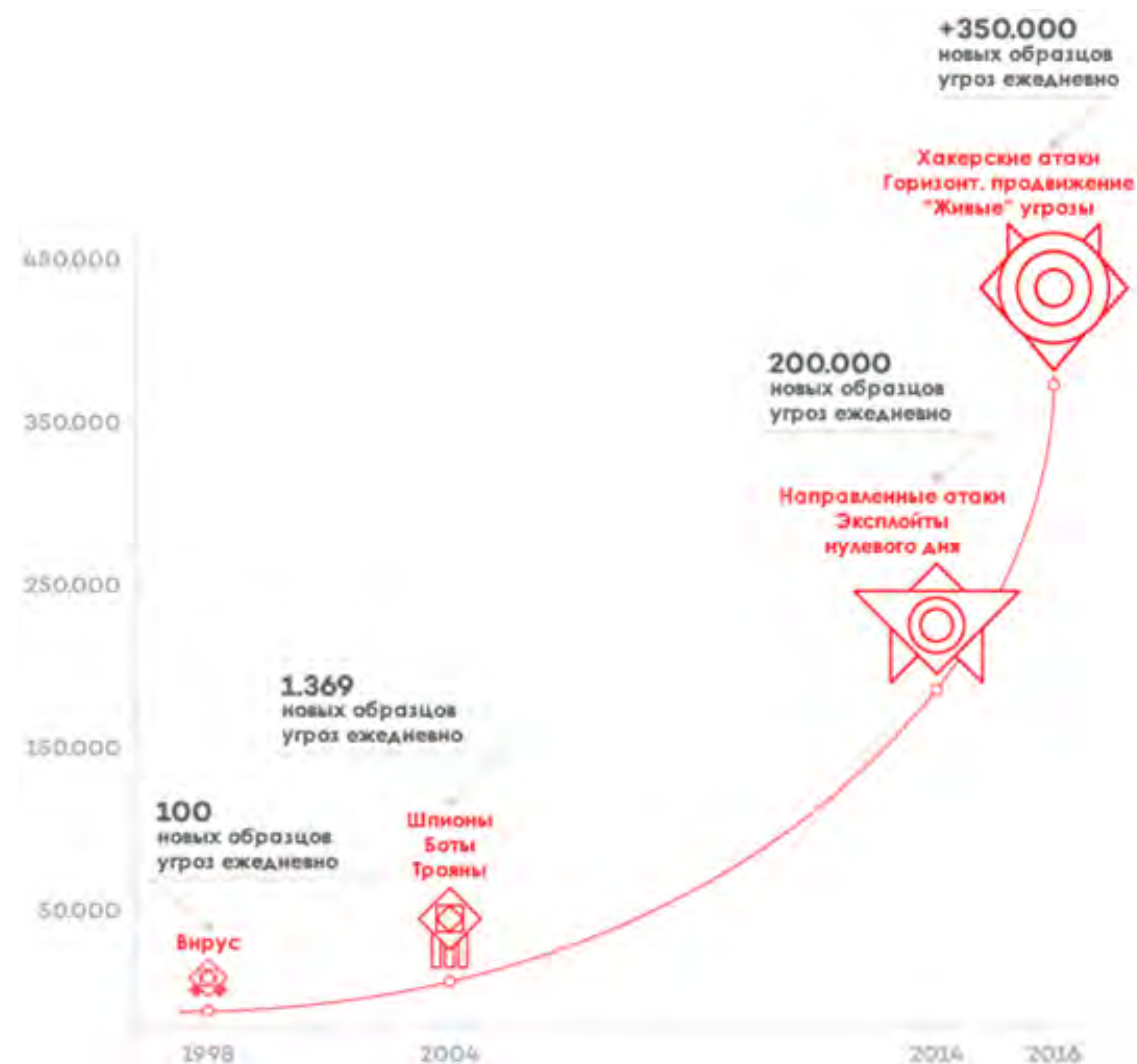 +350.000
новых образцов
угроз ежедневно
Хакерские атаки
Горизонт. продвижение
"Живые" угрозы
450.000
200.000
новых образцов
угроз ежедневно
350.000
Направленные атаки
Эксплойты
нулевого дня
250.000
1.369
новых образцов
угроз ежедневно
150.000
100
новых образцов
угроз ежедневно
Шпионы
Боты
Трояны
50.000
Вирус
1998
2004
2014
2016